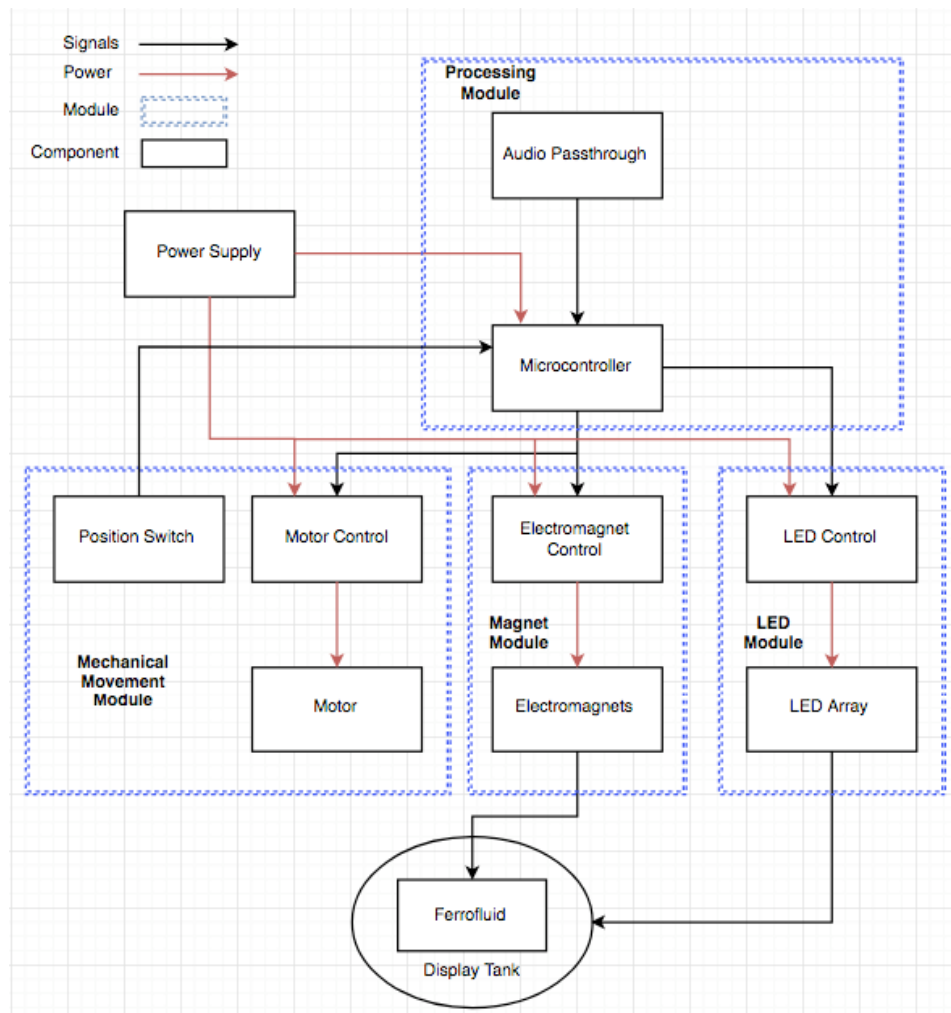 Signals
Power
Module
Component
Processing
Module
Audio Passthrough
Power Supply
Microcontroller
Position Switch
Motor Control
Electromagnet
Control
LED Control
Mechanical
Movement
Module
Magnet
Module
LED
Module
Motor
Electromagnets
LED Array
Ferrofluid
Display Tank